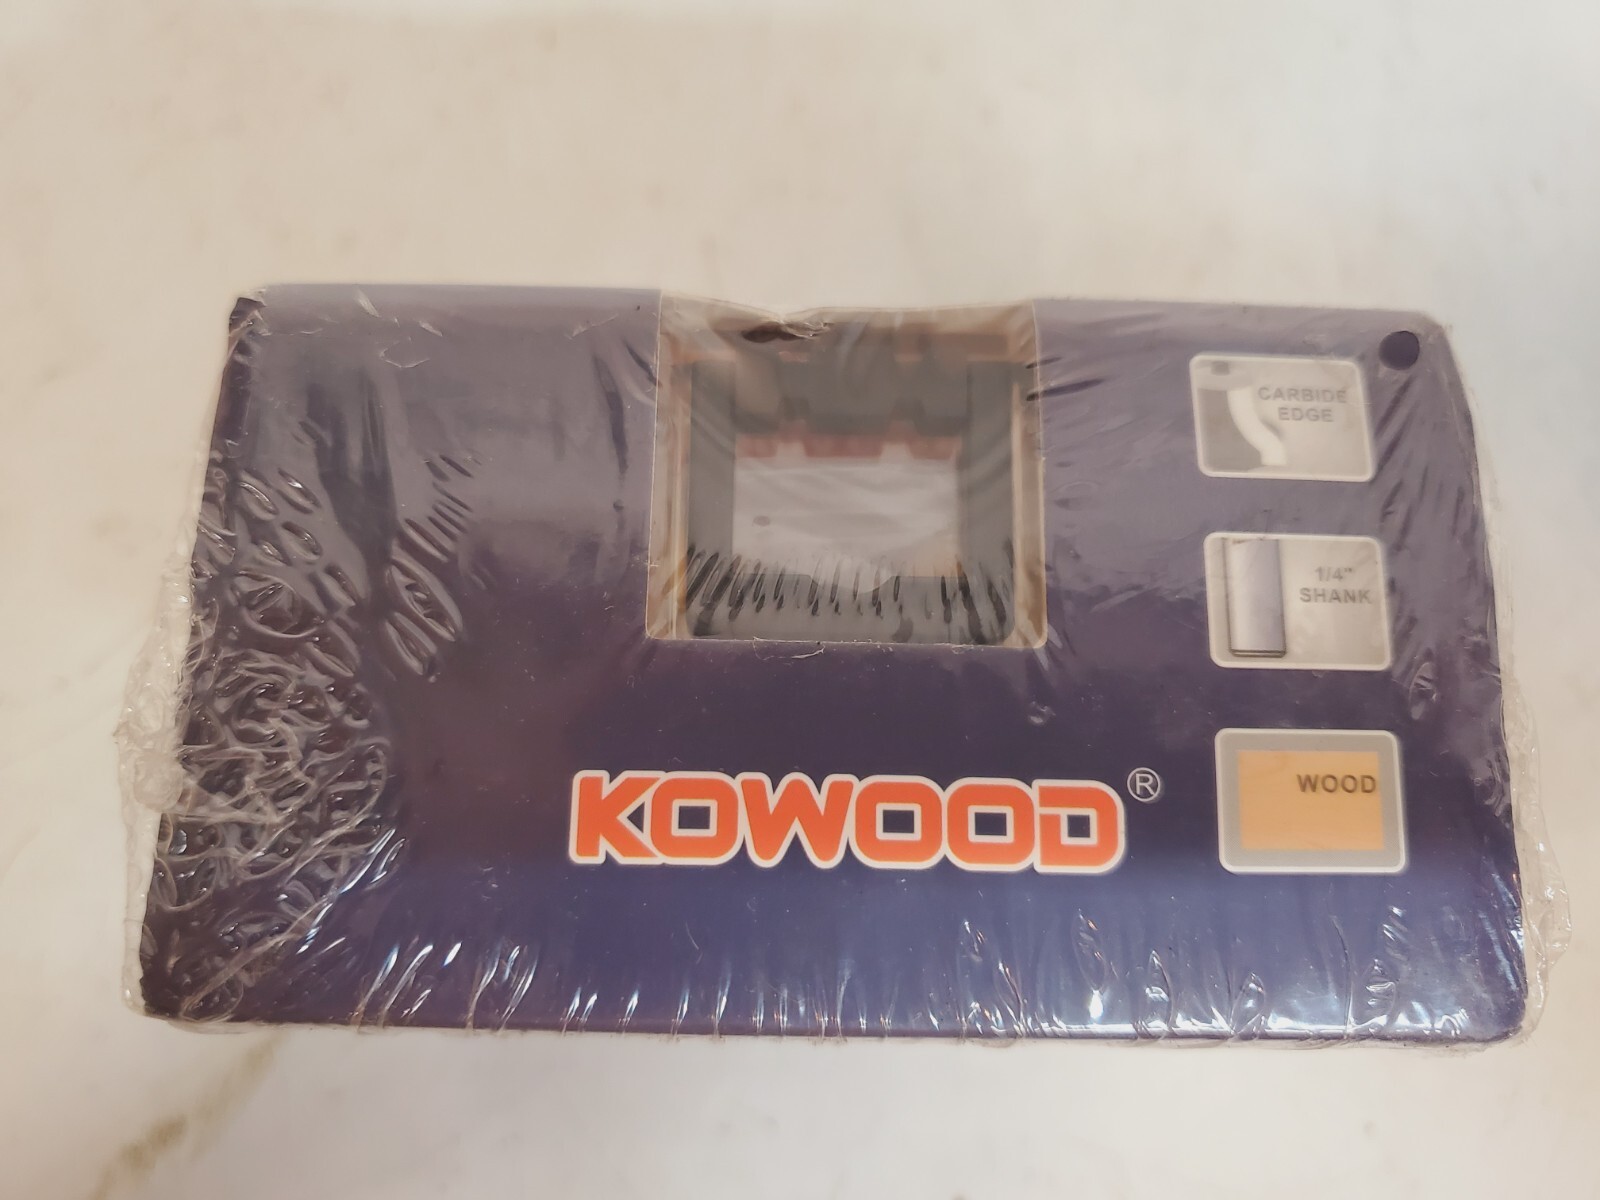 CARBIDE
EDGE
1/4"
SHANK
WOOD
KOWOOD®